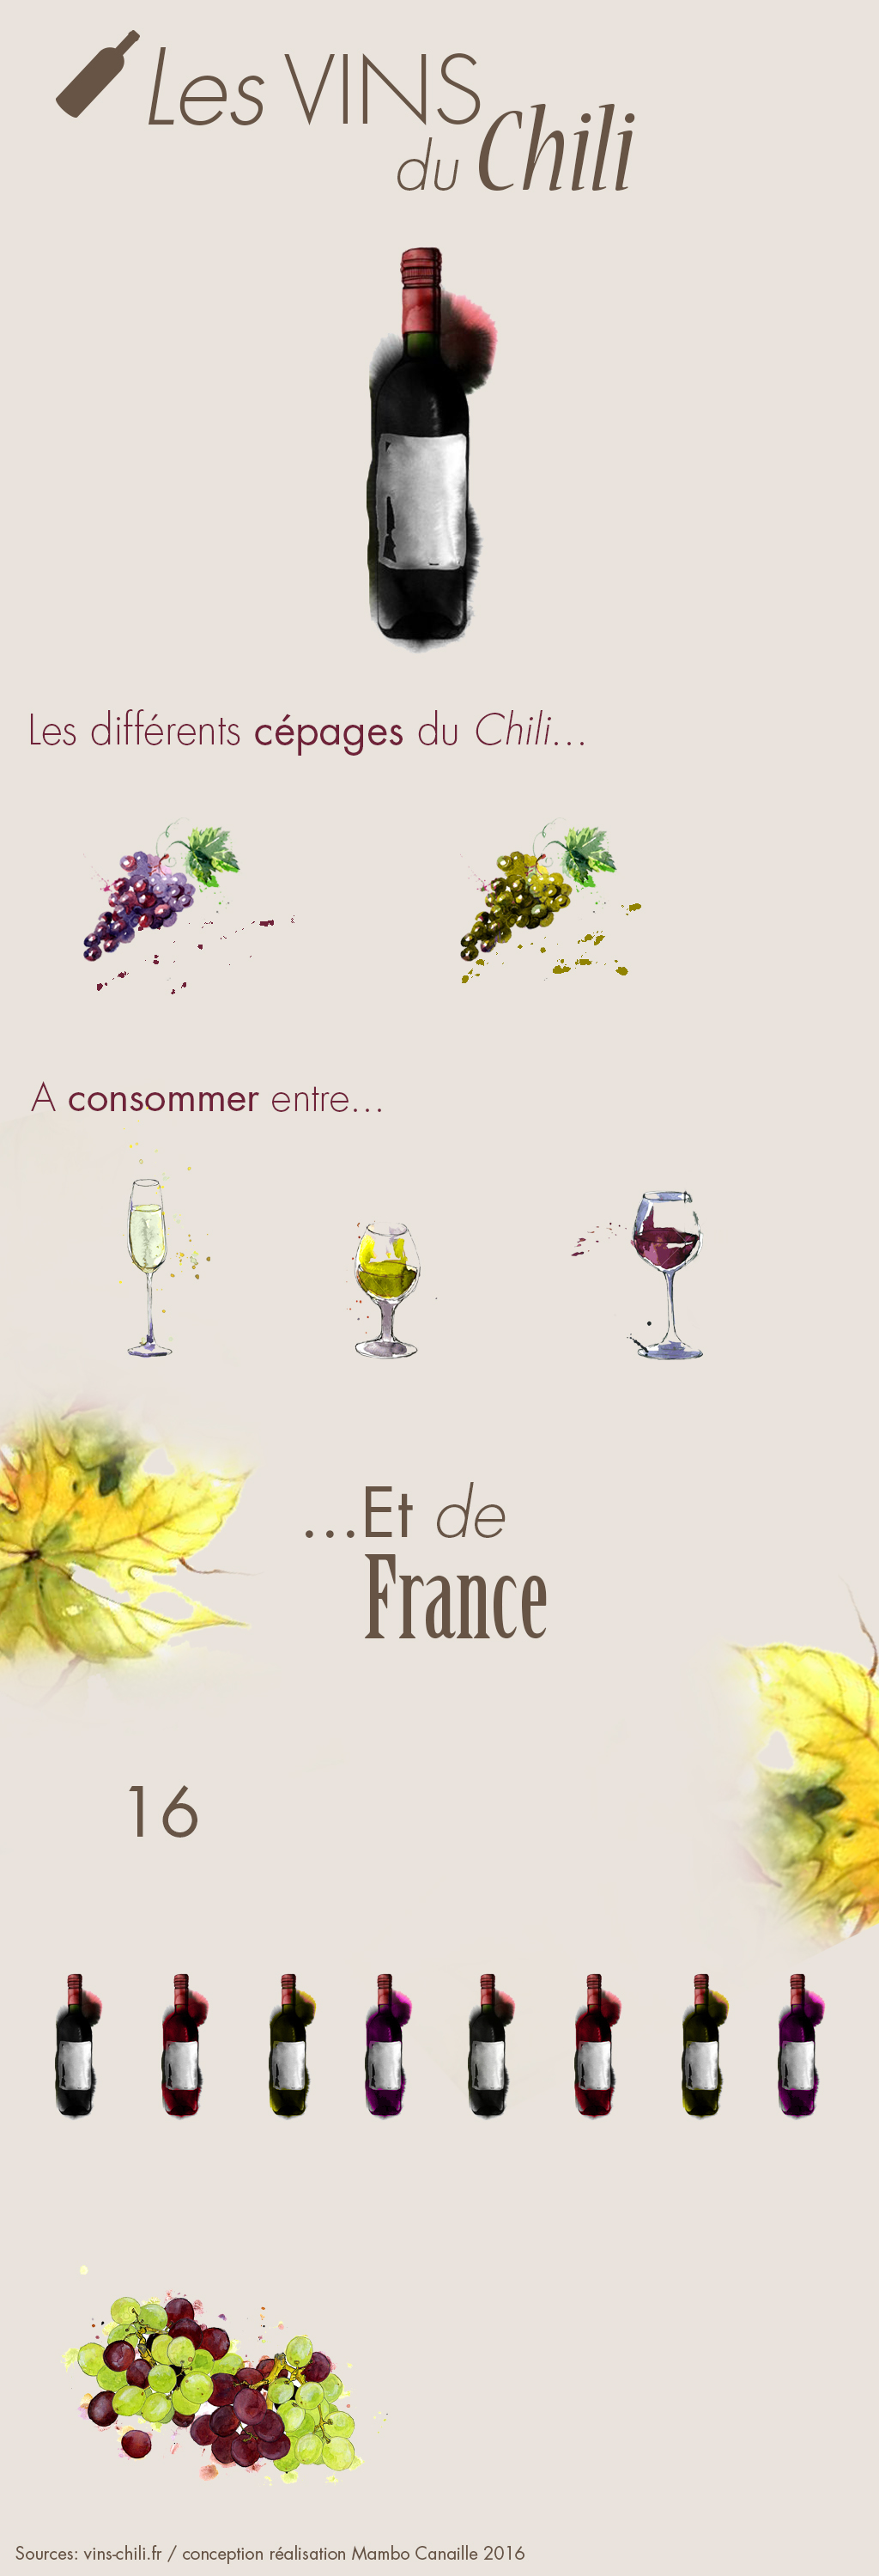 Les VINS
du Chili
Les différents cépages du Chili...
A consommer entre...
...Et de
France
16
Sources: vins-chili.fr / conception réalisation Mambo Canaille 2016